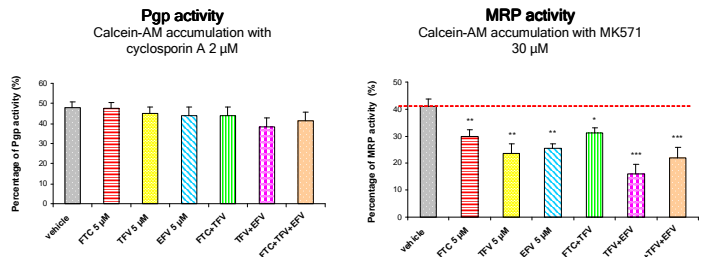 Pgp activity
Calcein-AM accumulation with
cyclosporin A 2 µM
Percentage of Pgp activity (%)
60
50
40
30
20
10
0
vehicle
FTC 5 µM
TFV 5 µM
EFV 5 µM
FTC+TFV
TFV+EFV
FTC+TFV+EFV
MRP activity
Calcein-AM accumulation with MK571
30 µM
Percentage of MRP activity (%)
50
40
30
20
10
0
**
**
**
*
***
***
vehicle
FTC 5 µM
TFV 5 µM
EFV 5 µM
FTC+TFV
TFV+EFV
+TFV+EFV